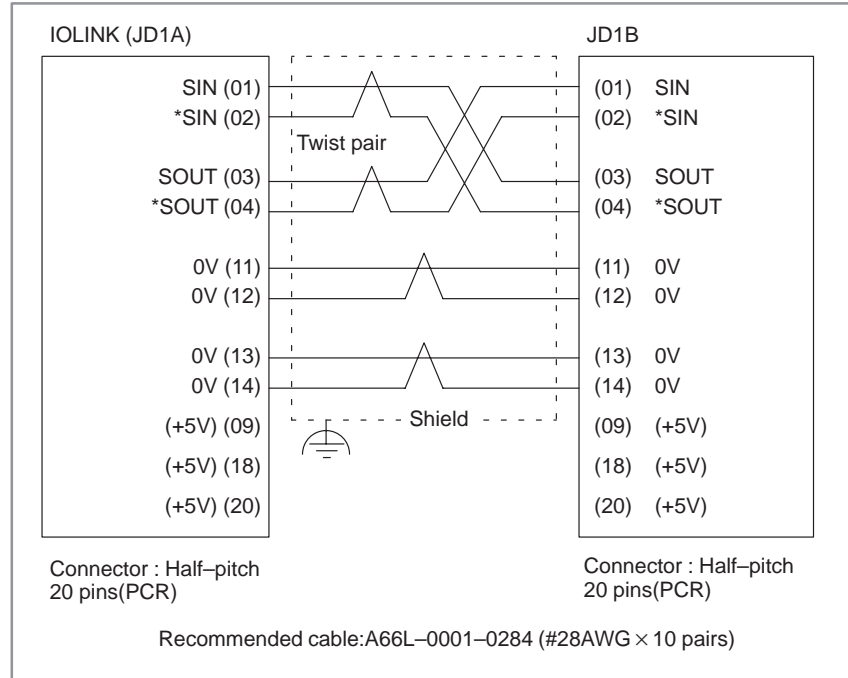 IOLINK (JD1A)
JD1B
SIN (01)
(01) SIN
*SIN (02)
(02) *SIN
Twist pair
SOUT (03)
(03) SOUT
*SOUT (04)
(04) *SOUT
0V (11)
(11) 0V
0V (12)
(12) 0V
0V (13)
(13) 0V
0V (14)
(14) 0V
Shield
(+5V) (09)
(09) (+5V)
(+5V) (18)
(18) (+5V)
(+5V) (20)
(20) (+5V)
Connector : Half–pitch
20 pins(PCR)
Connector : Half–pitch
20 pins(PCR)
Recommended cable:A66L–0001–0284 (#28AWG × 10 pairs)